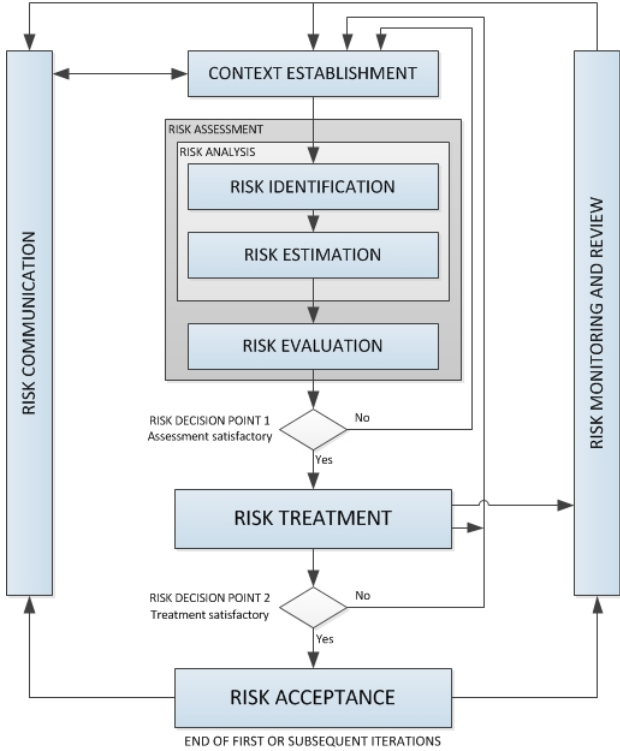 CONTEXT ESTABLISHMENT
RISK ASSESSMENT
RISK ANALYSIS
RISK IDENTIFICATION
RISK ESTIMATION
RISK EVALUATION
RISK COMMUNICATION
RISK MONITORING AND REVIEW
RISK DECISION POINT 1
Assessment satisfactory
No
Yes
RISK TREATMENT
RISK DECISION POINT 2
Treatment satisfactory
No
Yes
RISK ACCEPTANCE
END OF FIRST OR SUBSEQUENT ITERATIONS